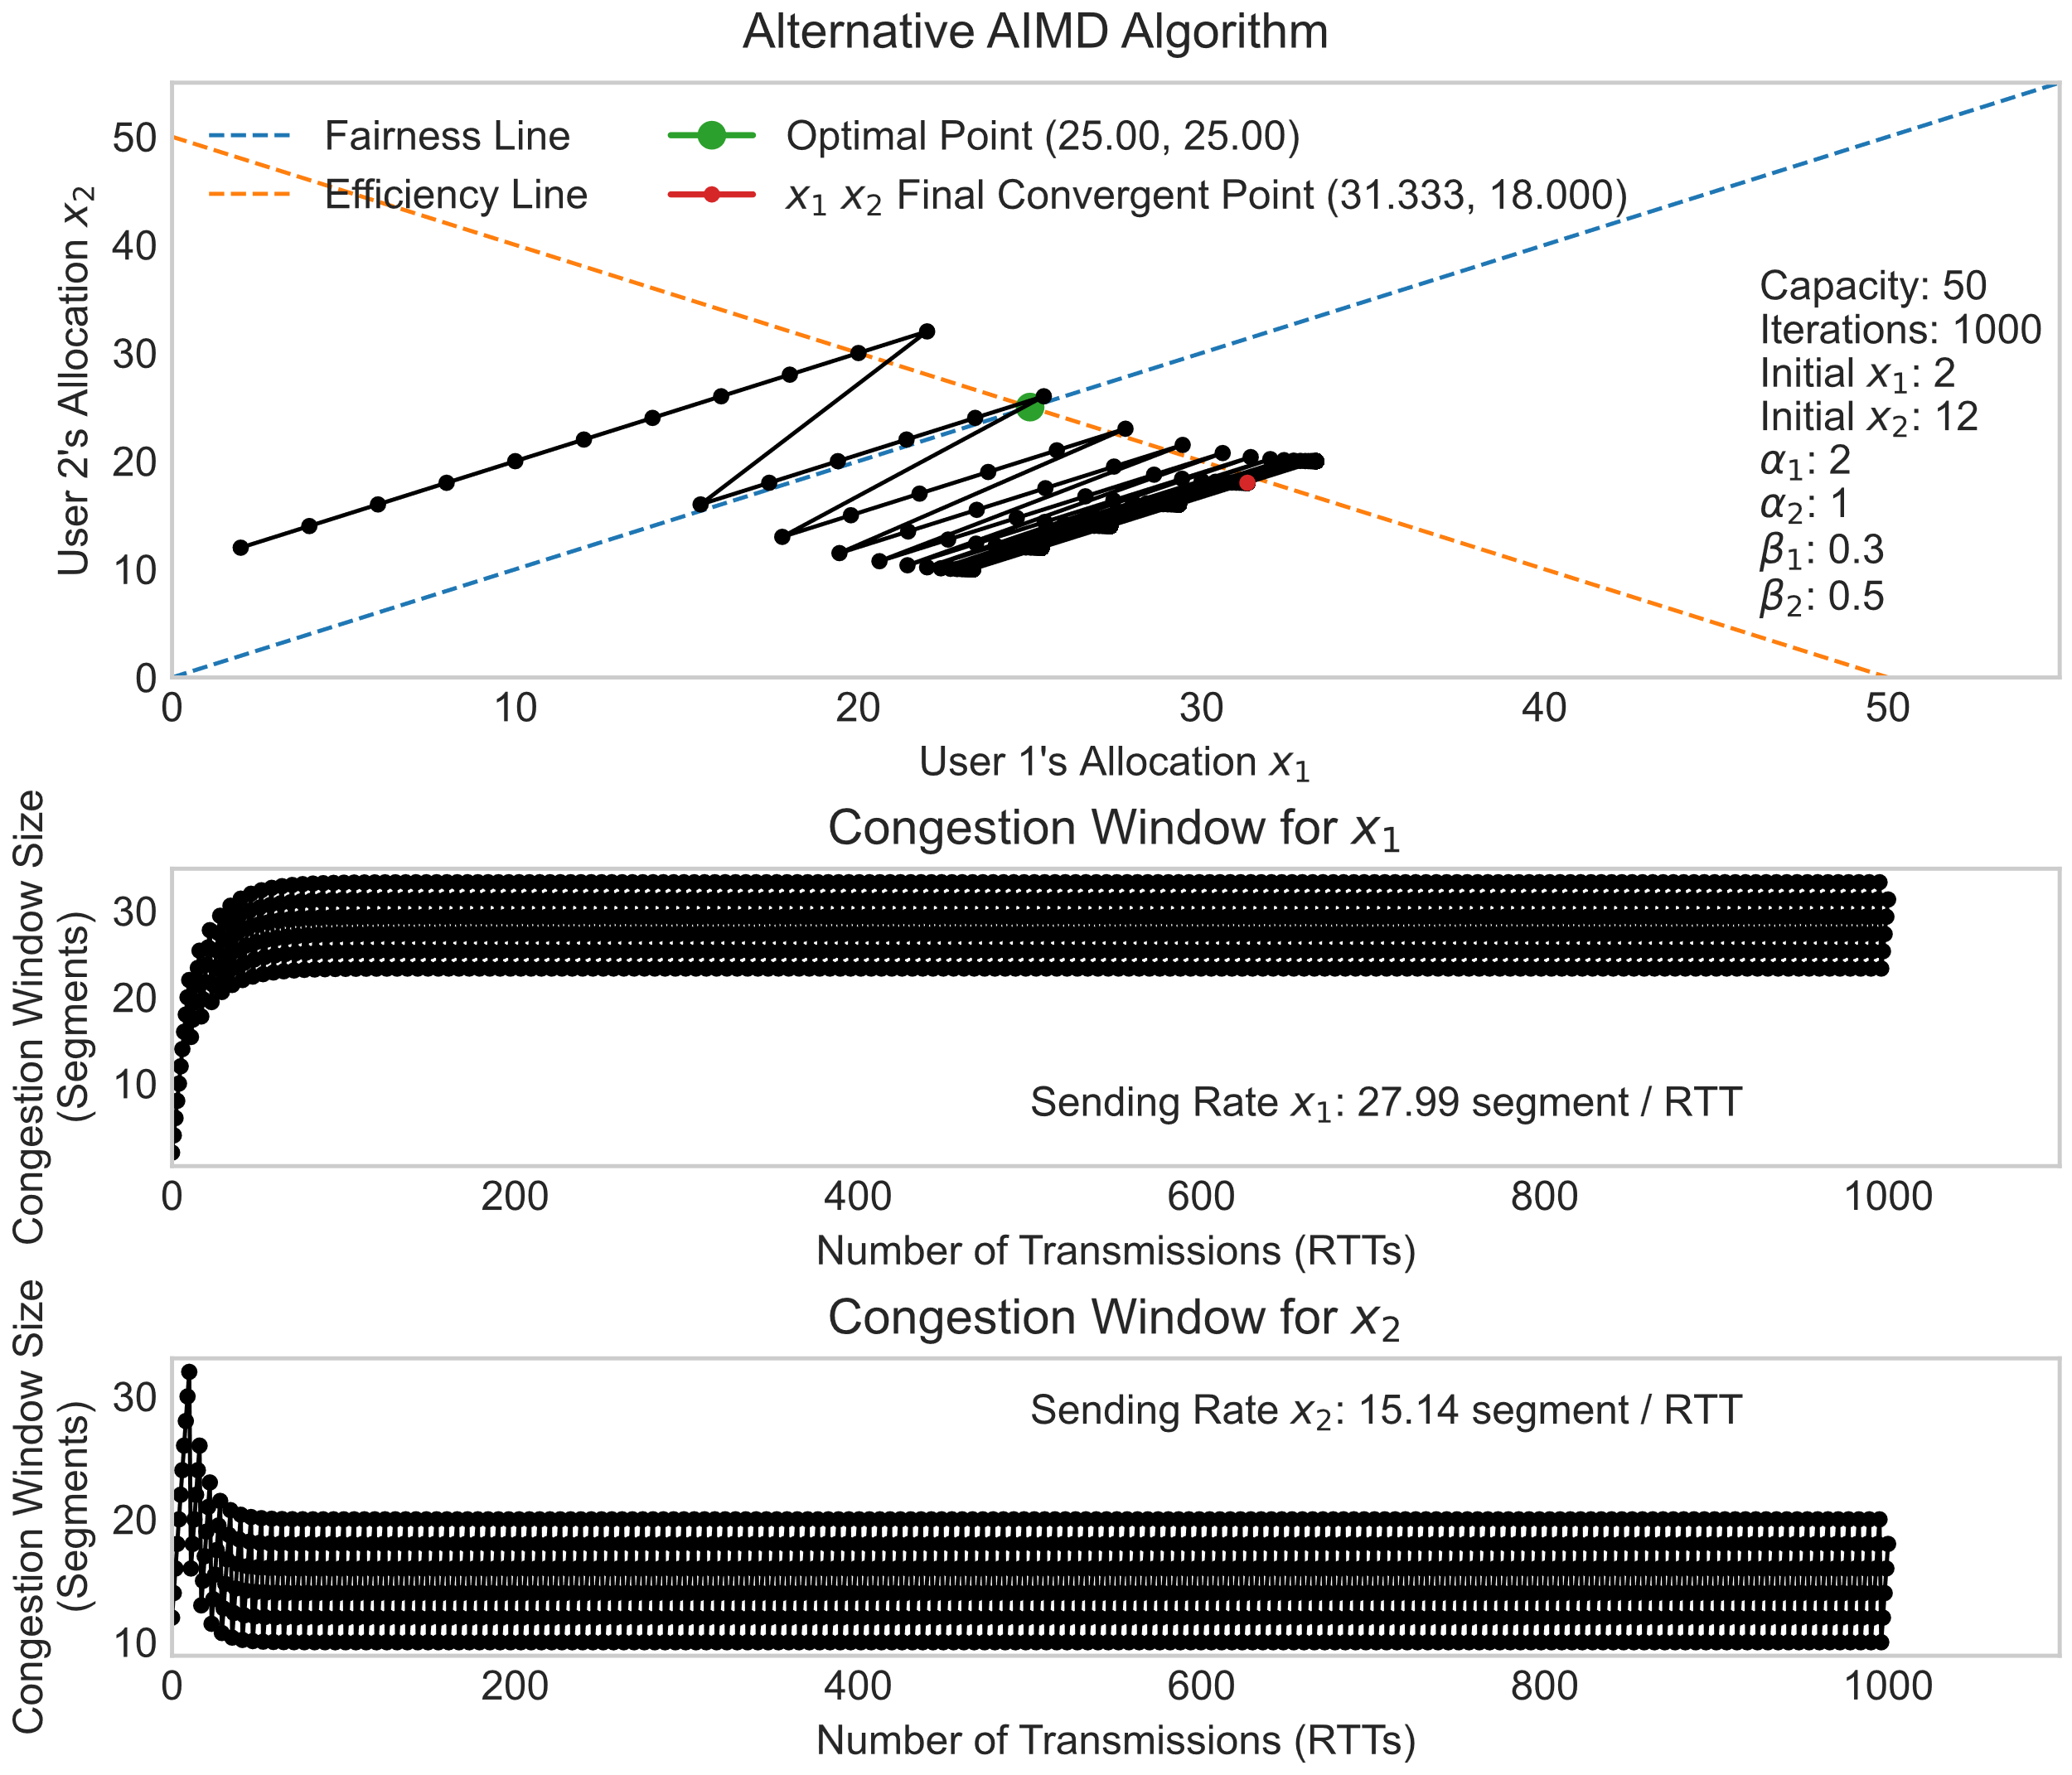 Alternative AIMD Algorithm
User 2's Allocation x₂
50
40
30
20
10
0
Fairness Line
Efficiency Line
Optimal Point (25.00, 25.00)
x₁ x₂ Final Convergent Point (31.333, 18.000)
Capacity: 50
Iterations: 1000
Initial x₁: 2
Initial x₂: 12
α₁: 2
α₂: 1
β₁: 0.3
β₂: 0.5
0 10 20 30 40 50
User 1's Allocation x₁
Congestion Window for x₁
Congestion Window Size
(Segments)
30
20
10
Sending Rate x₁: 27.99 segment / RTT
0 200 400 600 800 1000
Number of Transmissions (RTTs)
Congestion Window for x₂
Congestion Window Size
(Segments)
30
20
10
Sending Rate x₂: 15.14 segment / RTT
0 200 400 600 800 1000
Number of Transmissions (RTTs)